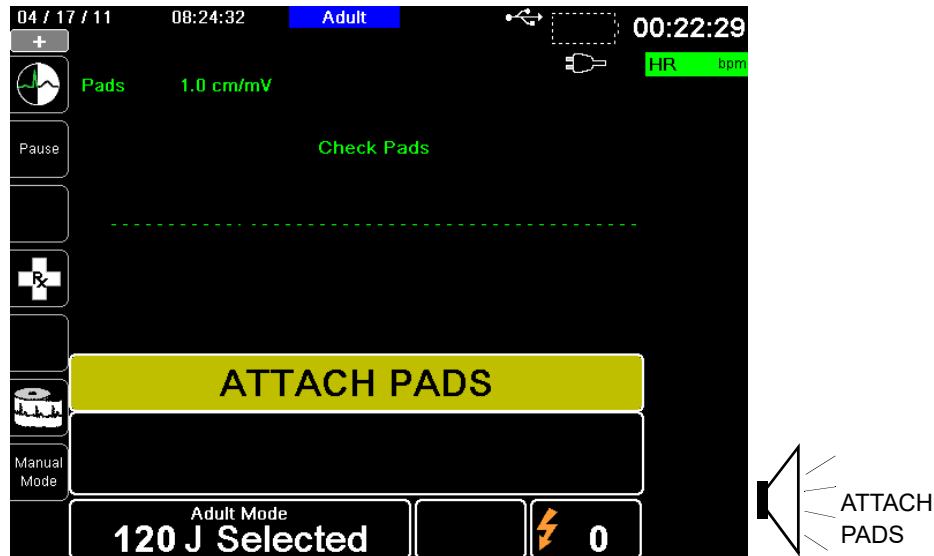 04 / 17 / 11 08:24:32 Adult 00:22:29
+
HR bpm
Pads 1.0 cm/mV
Pause
Check Pads
Rx
ATTACH PADS
Manual
Mode
Adult Mode
120 J Selected
0
ATTACH
PADS